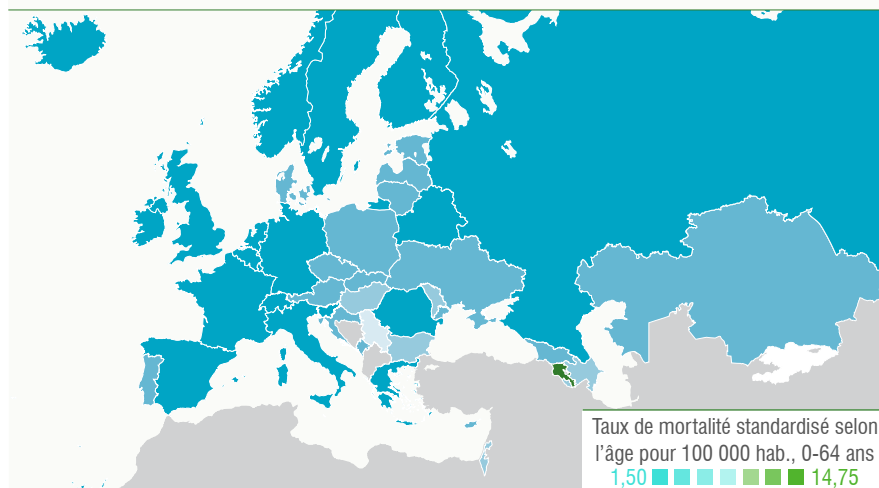 Taux de mortalité standardisé selon
l’âge pour 100 000 hab., 0-64 ans
1,50 14,75